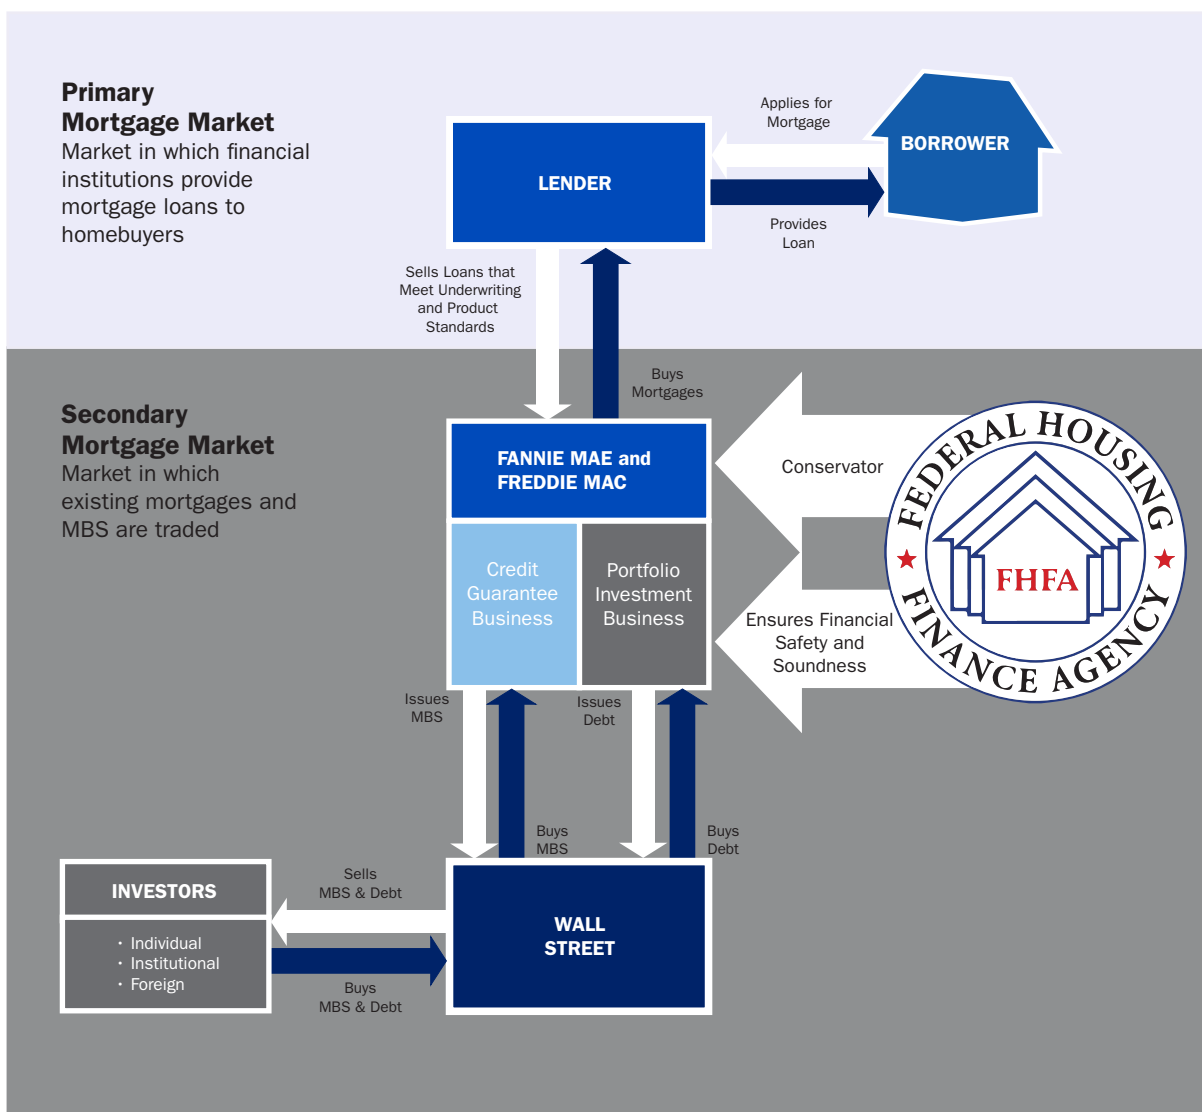 Primary
Mortgage Market
Market in which financial
institutions provide
mortgage loans to
homebuyers
Applies for
Mortgage
BORROWER
LENDER
Provides
Loan
Sells Loans that
Meet Underwriting
and Product
Standards
Buys
Mortgages
Secondary
Mortgage Market
Market in which
existing mortgages and
MBS are traded
FANNIE MAE and
FREDDIE MAC
Conservator
FEDERAL HOUSING
FINANCE AGENCY
FHFA
Credit
Guarantee
Business
Portfolio
Investment
Business
Ensures Financial
Safety and
Soundness
Issues
MBS
Issues
Debt
Buys
MBS
Buys
Debt
INVESTORS
· Individual
· Institutional
· Foreign
Sells
MBS & Debt
Buys
MBS & Debt
WALL
STREET